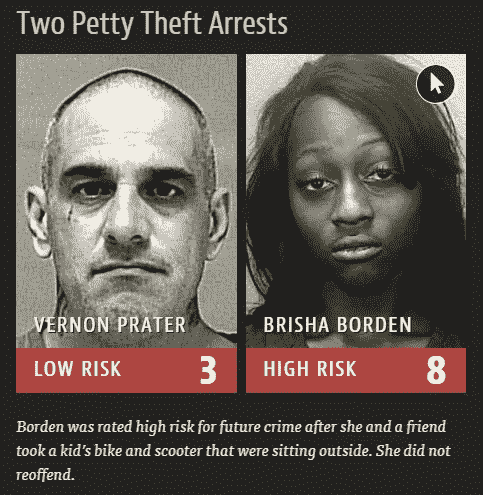 Two Petty Theft Arrests
VERNON PRATER
BRISHA BORDEN
LOW RISK 3
HIGH RISK 8
Borden was rated high risk for future crime after she and a friend
took a kid's bike and scooter that were sitting outside. She did not
reoffend.